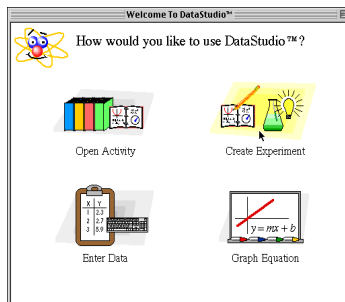 Welcome To DataStudio™
How would you like to use DataStudio™?
Open Activity
Create Experiment
X Y
1 2.3
2 2.7
3 5.9
y = mx + b
Enter Data
Graph Equation